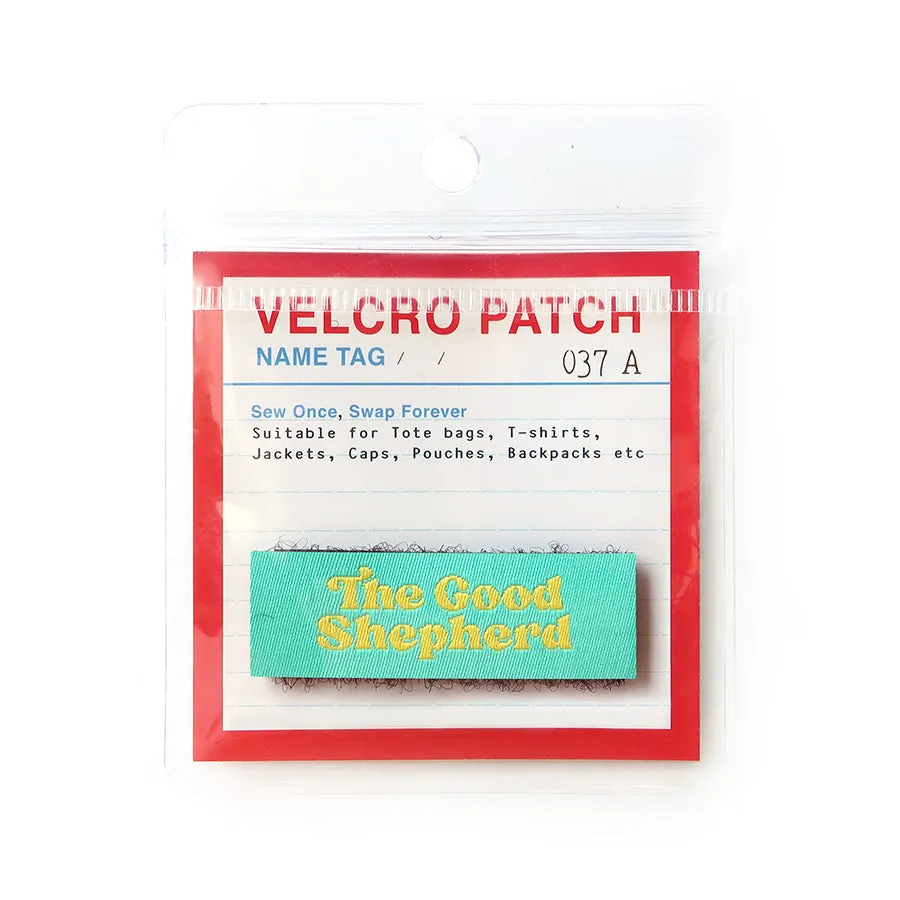 VELCRO PATCH
NAME TAG / / 037 A
Sew Once, Swap Forever
Suitable for Tote bags, T-shirts,
Jackets, Caps, Pouches, Backpacks etc
The Good
Shepherd